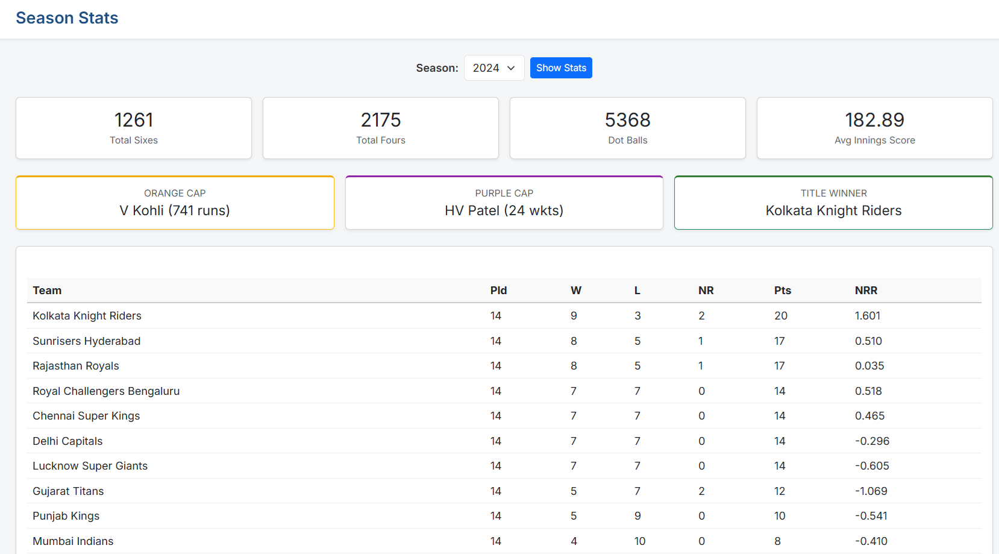 Season Stats
Season: 2024 Show Stats
1261 2175 5368 182.89
Total Sixes Total Fours Dot Balls Avg Innings Score
ORANGE CAP PURPLE CAP TITLE WINNER
V Kohli (741 runs) HV Patel (24 wkts) Kolkata Knight Riders
Team Pld W L NR Pts NRR
Kolkata Knight Riders 14 9 3 2 20 1.601
Sunrisers Hyderabad 14 8 5 1 17 0.510
Rajasthan Royals 14 8 5 1 17 0.035
Royal Challengers Bengaluru 14 7 7 0 14 0.518
Chennai Super Kings 14 7 7 0 14 0.465
Delhi Capitals 14 7 7 0 14 -0.296
Lucknow Super Giants 14 7 7 0 14 -0.605
Gujarat Titans 14 5 7 2 12 -1.069
Punjab Kings 14 5 9 0 10 -0.541
Mumbai Indians 14 4 10 0 8 -0.410